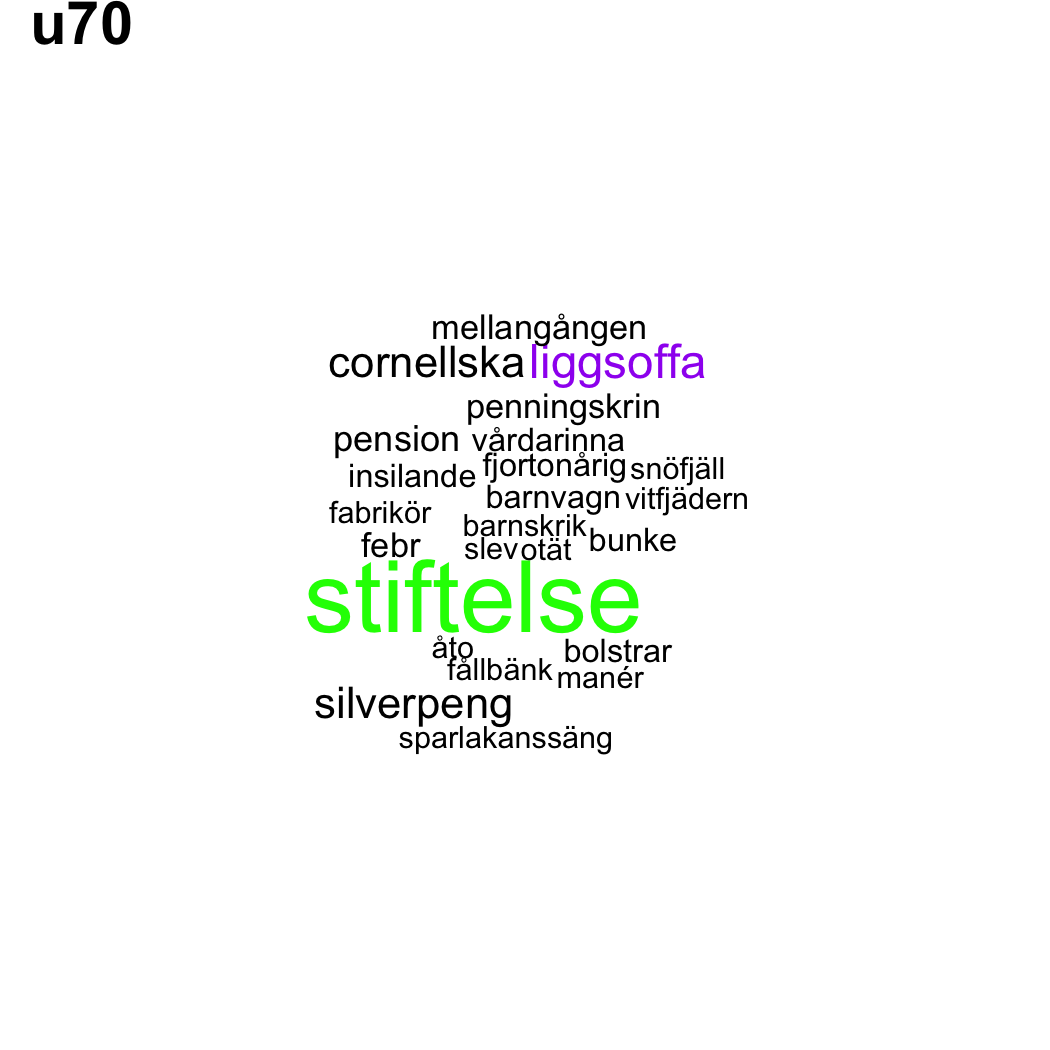 u70
mellangången
cornellska liggsoffa
penningskrin
pension vårdarinna
insilande fjortonårig snöfjäll
barnvagn vitfjädern
fabrikör barnskrik
febr slev otät bunke
stiftelse
åto bolstrar
fållbänk manér
silverpeng
sparlakanssäng